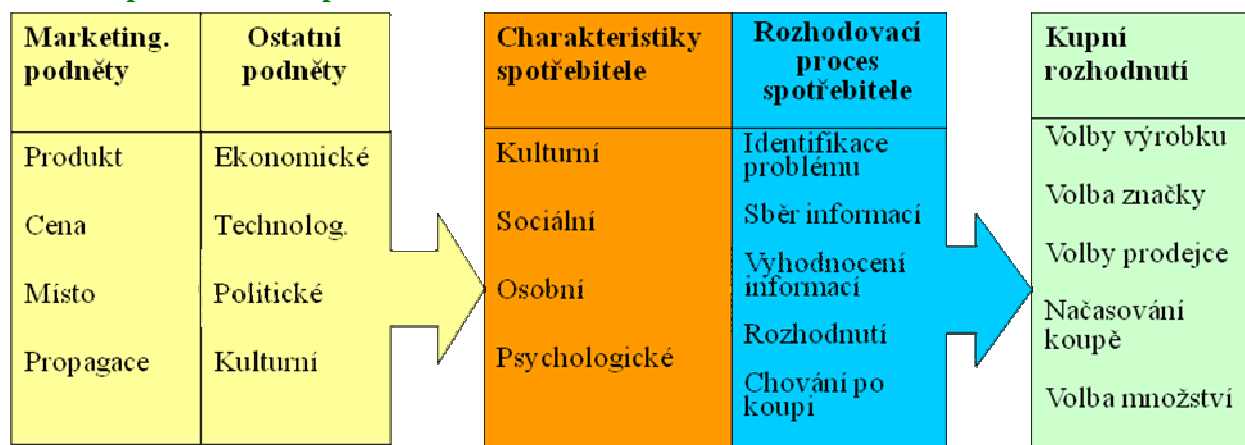 Marketing.
podněty
Produkt
Cena
Místo
Propagace
Ostatní
podněty
Ekonomické
Technolog.
Politické
Kulturní
Charakteristiky
spotřebitele
Kulturní
Sociální
Osobní
Psychologické
Rozhodovací
proces
spotřebitele
Identifikace
problému
Sběr informací
Vyhodnocení
informací
Rozhodnutí
Chování po
koupi
Kupní
rozhodnutí
Volby výrobku
Volba značky
Volby prodejce
Načasování
koupě
Volba množství